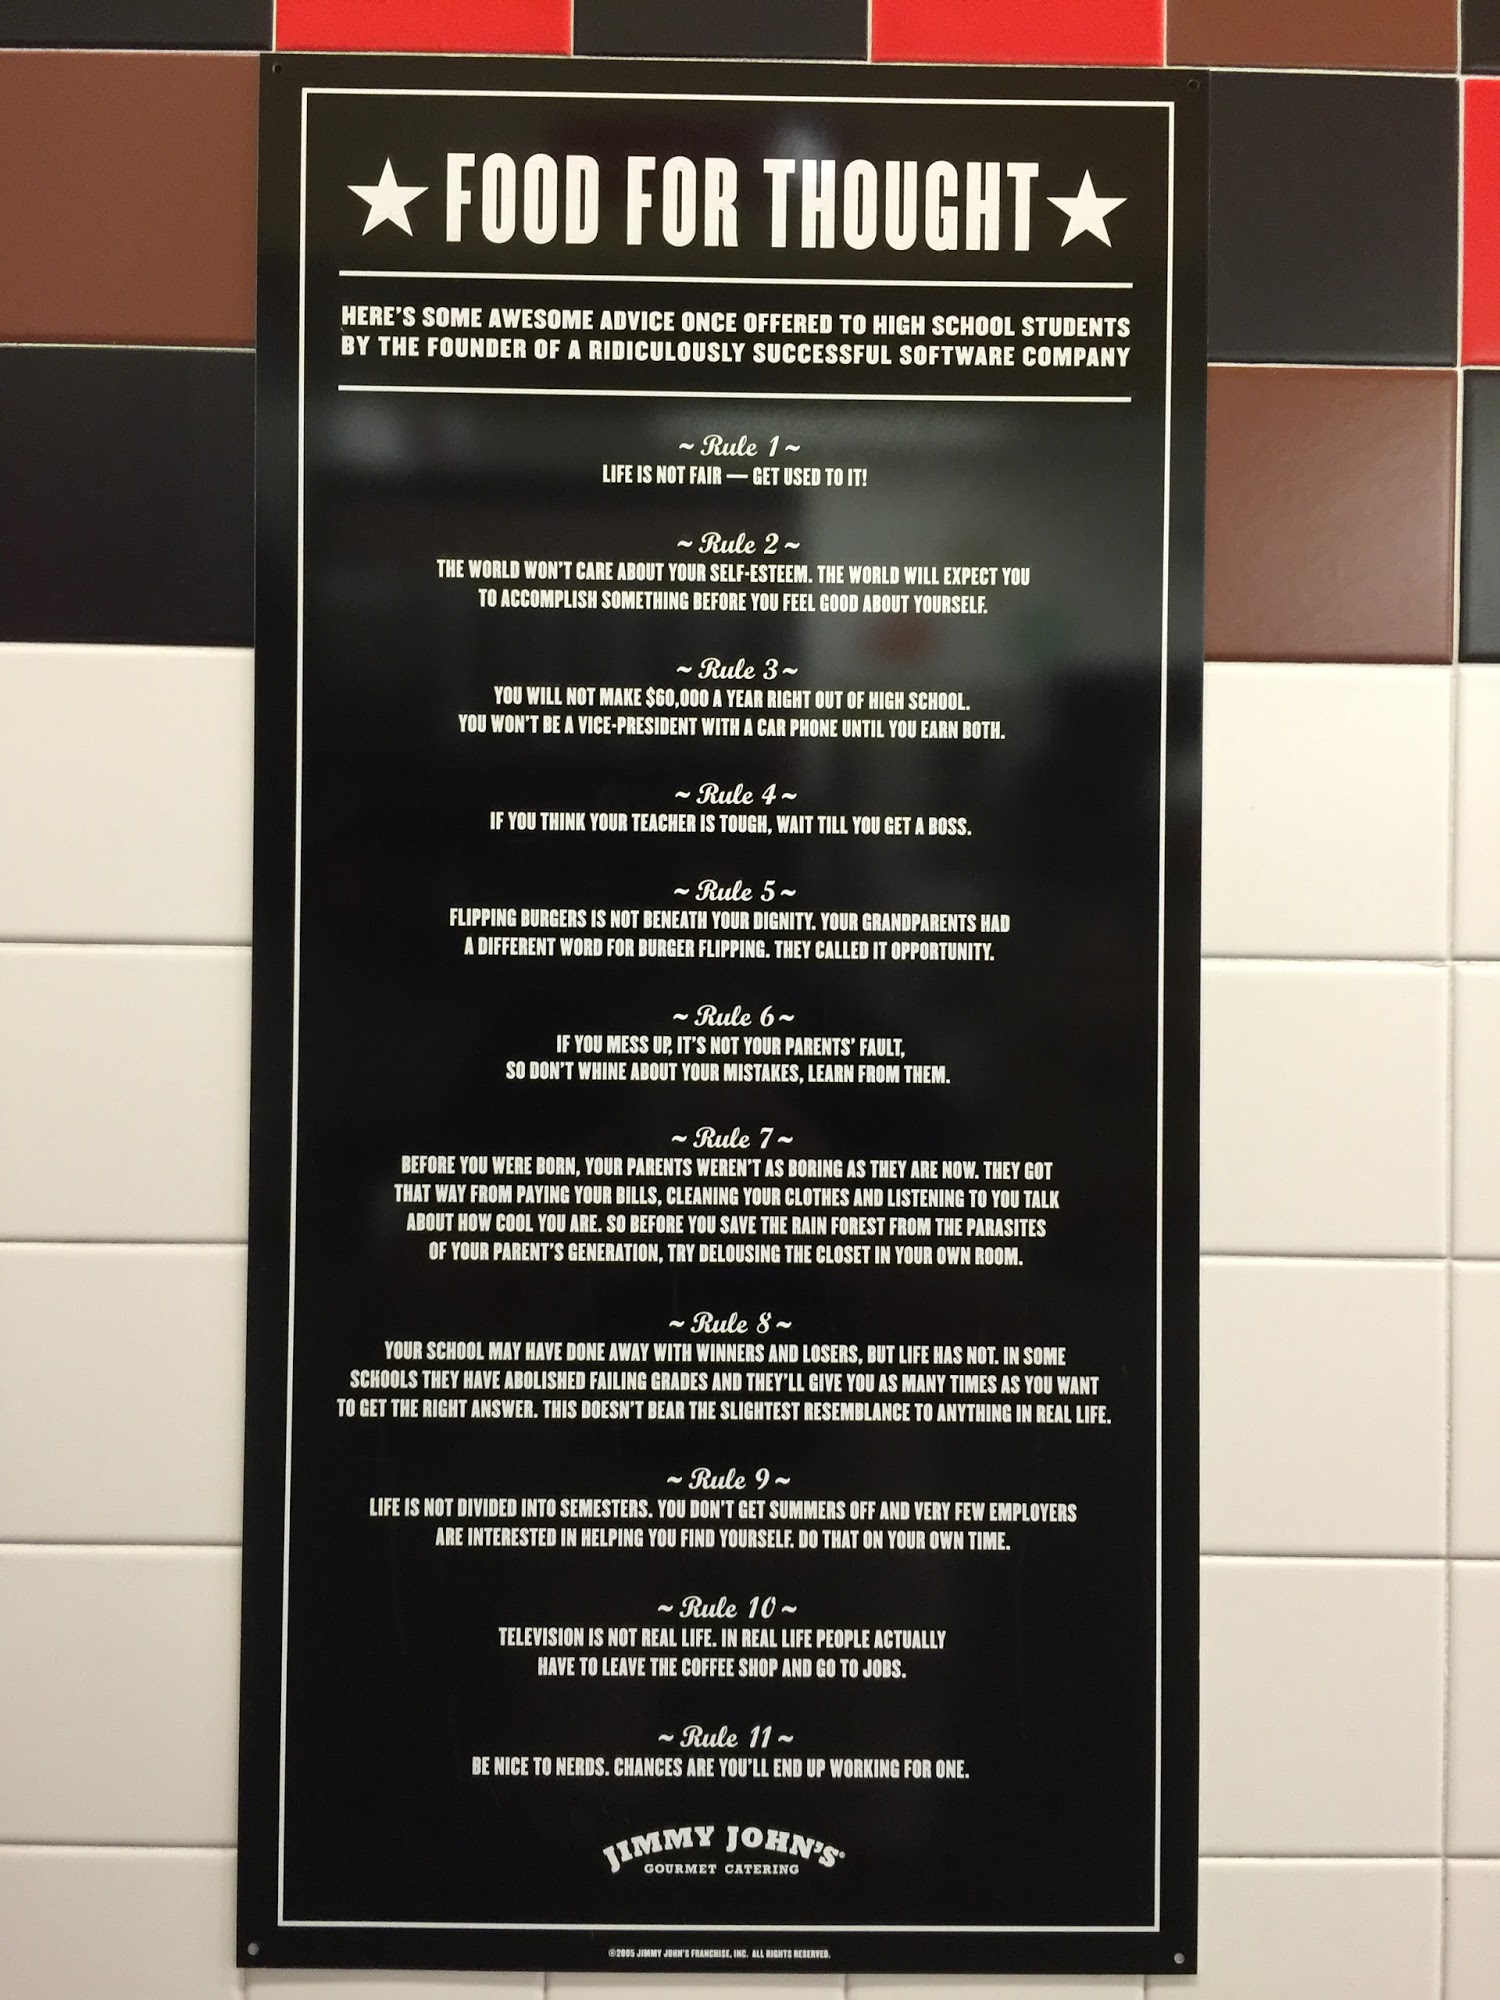 ★ FOOD FOR THOUGHT ★
HERE'S SOME AWESOME ADVICE ONCE OFFERED TO HIGH SCHOOL STUDENTS
BY THE FOUNDER OF A RIDICULOUSLY SUCCESSFUL SOFTWARE COMPANY
~ Rule 1 ~
LIFE IS NOT FAIR — GET USED TO IT!
~ Rule 2 ~
THE WORLD WON'T CARE ABOUT YOUR SELF-ESTEEM. THE WORLD WILL EXPECT YOU
TO ACCOMPLISH SOMETHING BEFORE YOU FEEL GOOD ABOUT YOURSELF.
~ Rule 3 ~
YOU WILL NOT MAKE $60,000 A YEAR RIGHT OUT OF HIGH SCHOOL.
YOU WON'T BE A VICE-PRESIDENT WITH A CAR PHONE UNTIL YOU EARN BOTH.
~ Rule 4 ~
IF YOU THINK YOUR TEACHER IS TOUGH, WAIT TILL YOU GET A BOSS.
~ Rule 5 ~
FLIPPING BURGERS IS NOT BENEATH YOUR DIGNITY. YOUR GRANDPARENTS HAD
A DIFFERENT WORD FOR BURGER FLIPPING. THEY CALLED IT OPPORTUNITY.
~ Rule 6 ~
IF YOU MESS UP, IT'S NOT YOUR PARENTS' FAULT,
SO DON'T WHINE ABOUT YOUR MISTAKES, LEARN FROM THEM.
~ Rule 7 ~
BEFORE YOU WERE BORN, YOUR PARENTS WEREN'T AS BORING AS THEY ARE NOW. THEY GOT
THAT WAY FROM PAYING YOUR BILLS, CLEANING YOUR CLOTHES AND LISTENING TO YOU TALK
ABOUT HOW COOL YOU ARE. SO BEFORE YOU SAVE THE RAIN FOREST FROM THE PARASITES
OF YOUR PARENT'S GENERATION, TRY DELOUSING THE CLOSET IN YOUR OWN ROOM.
~ Rule 8 ~
YOUR SCHOOL MAY HAVE DONE AWAY WITH WINNERS AND LOSERS, BUT LIFE HAS NOT. IN SOME
SCHOOLS THEY HAVE ABOLISHED FAILING GRADES AND THEY'LL GIVE YOU AS MANY TIMES AS YOU WANT
TO GET THE RIGHT ANSWER. THIS DOESN'T BEAR THE SLIGHTEST RESEMBLANCE TO ANYTHING IN REAL LIFE.
~ Rule 9 ~
LIFE IS NOT DIVIDED INTO SEMESTERS. YOU DON'T GET SUMMERS OFF AND VERY FEW EMPLOYERS
ARE INTERESTED IN HELPING YOU FIND YOURSELF. DO THAT ON YOUR OWN TIME.
~ Rule 10 ~
TELEVISION IS NOT REAL LIFE. IN REAL LIFE PEOPLE ACTUALLY
HAVE TO LEAVE THE COFFEE SHOP AND GO TO JOBS.
~ Rule 11 ~
BE NICE TO NERDS. CHANCES ARE YOU'LL END UP WORKING FOR ONE.
JIMMY JOHN'S®
GOURMET CATERING
©2005 JIMMY JOHN'S FRANCHISE, INC. ALL RIGHTS RESERVED.